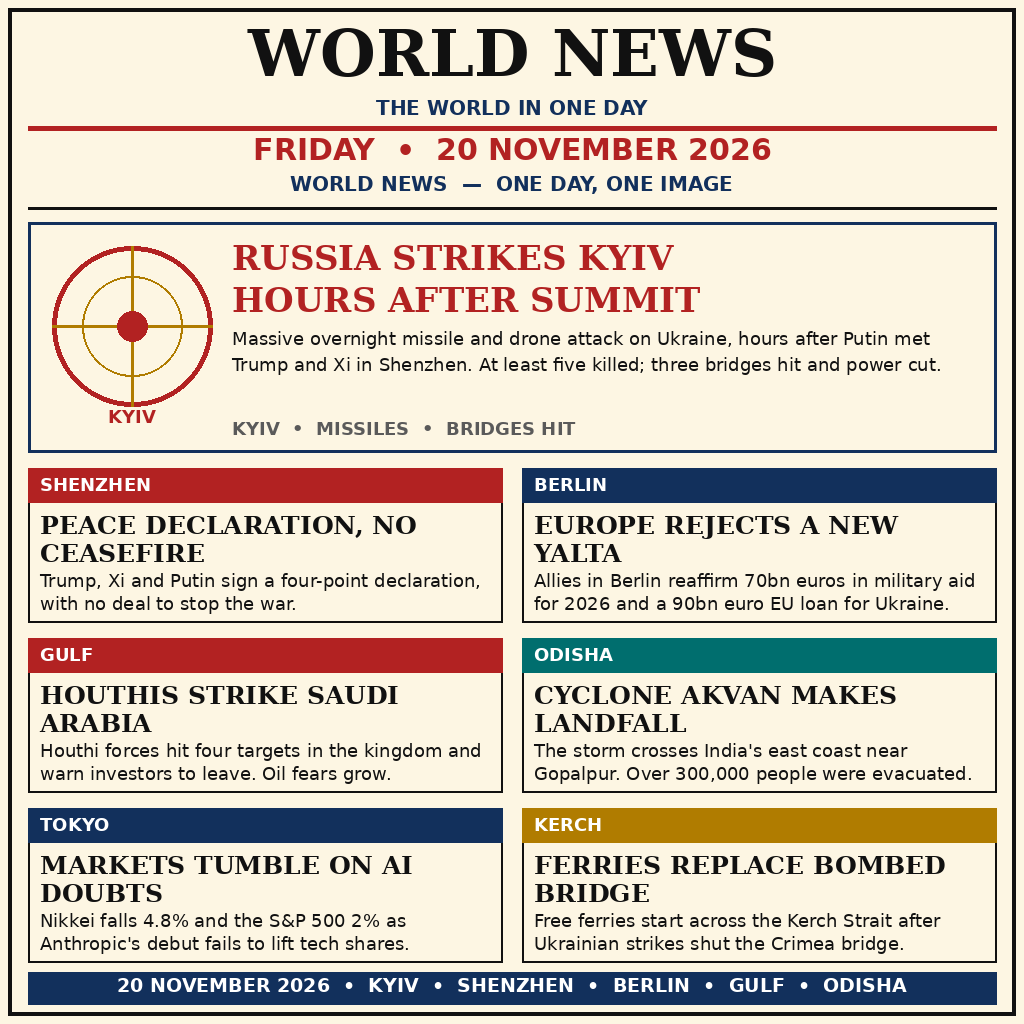 WORLD NEWS
THE WORLD IN ONE DAY
FRIDAY • 20 NOVEMBER 2026
WORLD NEWS — ONE DAY, ONE IMAGE
KYIV
RUSSIA STRIKES KYIV
HOURS AFTER SUMMIT
Massive overnight missile and drone attack on Ukraine, hours after Putin met
Trump and Xi in Shenzhen. At least five killed; three bridges hit and power cut.
KYIV • MISSILES • BRIDGES HIT
SHENZHEN
PEACE DECLARATION, NO
CEASEFIRE
Trump, Xi and Putin sign a four-point declaration,
with no deal to stop the war.
BERLIN
EUROPE REJECTS A NEW
YALTA
Allies in Berlin reaffirm 70bn euros in military aid
for 2026 and a 90bn euro EU loan for Ukraine.
GULF
HOUTHIS STRIKE SAUDI
ARABIA
Houthi forces hit four targets in the kingdom and
warn investors to leave. Oil fears grow.
ODISHA
CYCLONE AKVAN MAKES
LANDFALL
The storm crosses India's east coast near
Gopalpur. Over 300,000 people were evacuated.
TOKYO
MARKETS TUMBLE ON AI
DOUBTS
Nikkei falls 4.8% and the S&P 500 2% as
Anthropic's debut fails to lift tech shares.
KERCH
FERRIES REPLACE BOMBED
BRIDGE
Free ferries start across the Kerch Strait after
Ukrainian strikes shut the Crimea bridge.
20 NOVEMBER 2026 • KYIV • SHENZHEN • BERLIN • GULF • ODISHA